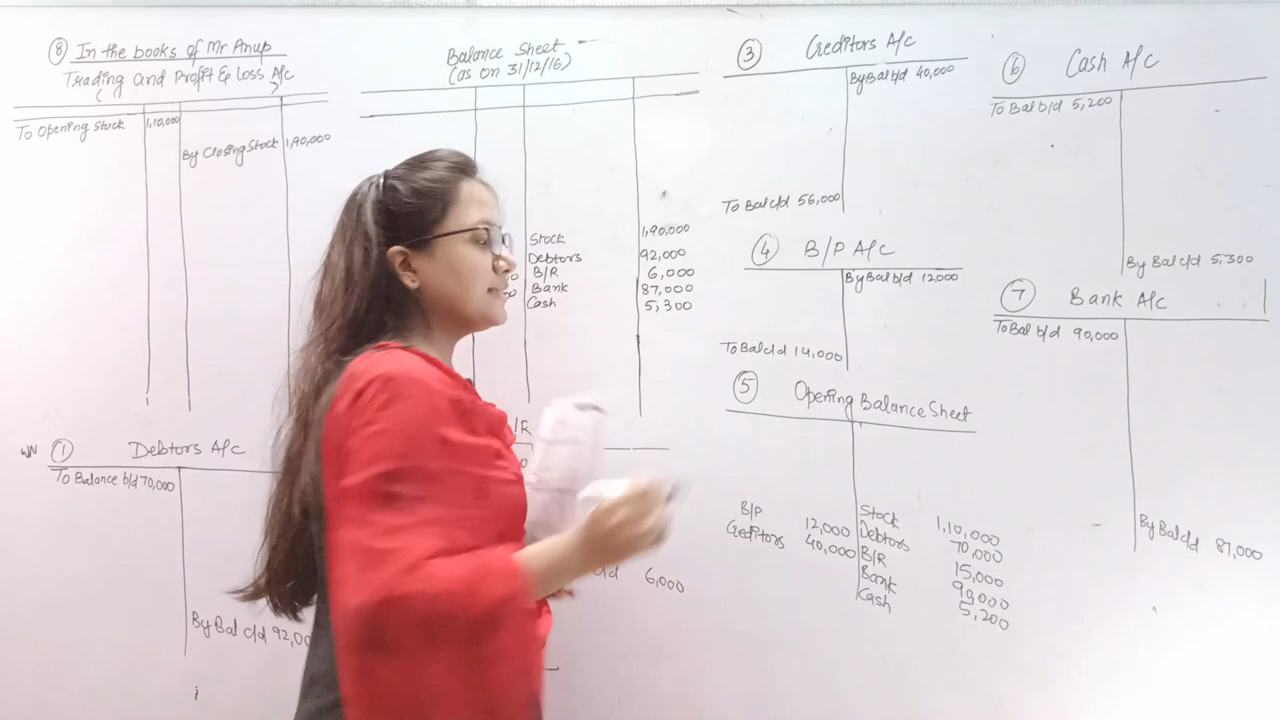 ⑧ In the books of Mr Anup
Trading and Profit & Loss A/c
To Opening Stock 1,10,000
By Closing Stock 1,90,000
Balance Sheet
(as on 31/12/16)
Stock 1,90,000
Debtors 92,000
B/R 6,000
Bank 87,000
Cash 5,300
WN ① Debtors A/c
To Balance b/d 70,000
By Bal c/d 92,00
/R
c/d 6,000
③ Creditors A/c
By Bal b/d 40,000
To Bal c/d 56,000
④ B/P A/c
By Bal b/d 12,000
To Bal c/d 14,000
⑤ Opening Balance Sheet
B/P 12,000
Creditors 40,000
Stock 1,10,000
Debtors 70,000
B/R 15,000
Bank 90,000
Cash 5,200
⑥ Cash A/c
To Bal b/d 5,200
By Bal c/d 5,300
⑦ Bank A/c
To Bal b/d 90,000
By Bal c/d 87,000